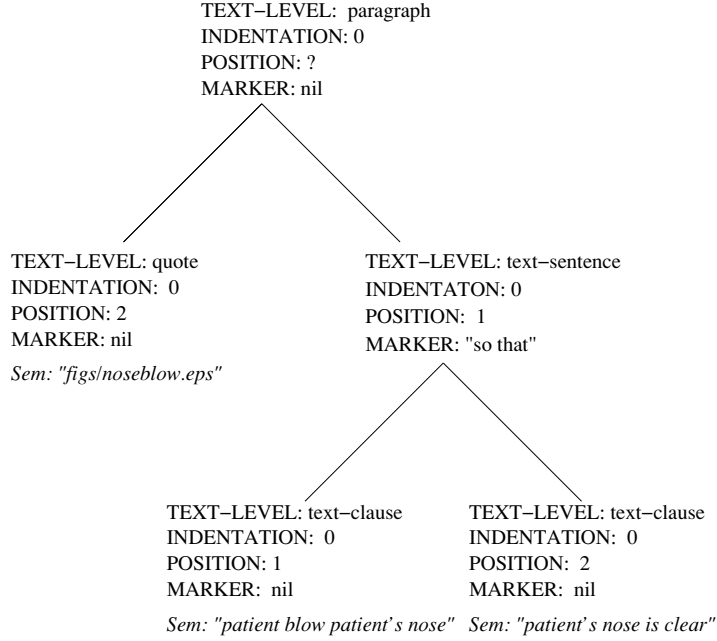 TEXT−LEVEL: paragraph
INDENTATION: 0
POSITION: ?
MARKER: nil
TEXT−LEVEL: quote
INDENTATION: 0
POSITION: 2
MARKER: nil
Sem: "figs/noseblow.eps"
TEXT−LEVEL: text−sentence
INDENTATON: 0
POSITION: 1
MARKER: "so that"
TEXT−LEVEL: text−clause
INDENTATION: 0
POSITION: 1
MARKER: nil
Sem: "patient blow patient's nose"
TEXT−LEVEL: text−clause
INDENTATION: 0
POSITION: 2
MARKER: nil
Sem: "patient's nose is clear"